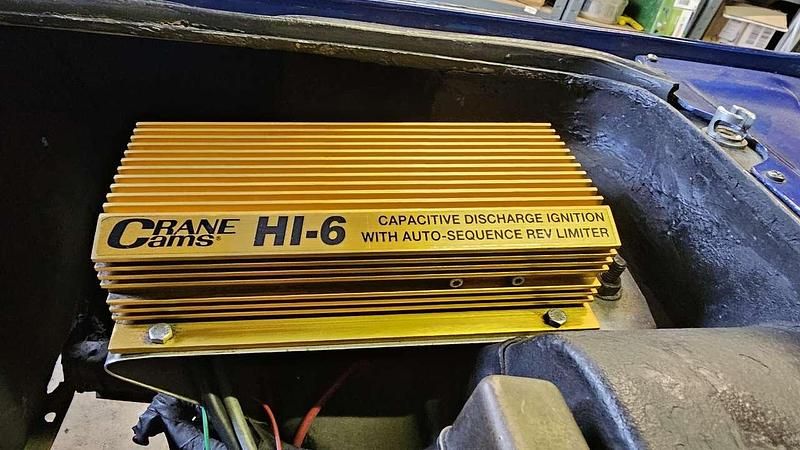 CRANE Cams®
HI-6
CAPACITIVE DISCHARGE IGNITION
WITH AUTO-SEQUENCE REV LIMITER